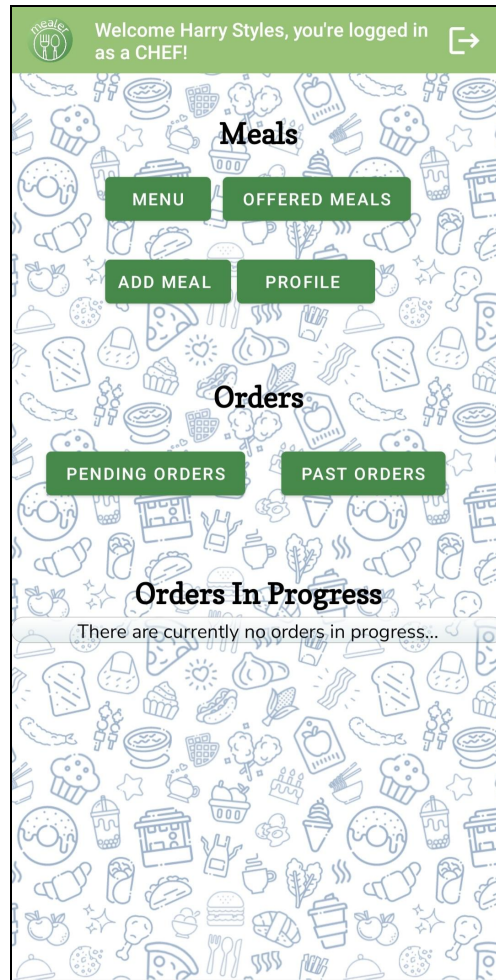 mealer
Welcome Harry Styles, you're logged in
as a CHEF!
Meals
MENU
OFFERED MEALS
ADD MEAL
PROFILE
Orders
PENDING ORDERS
PAST ORDERS
Orders In Progress
There are currently no orders in progress...